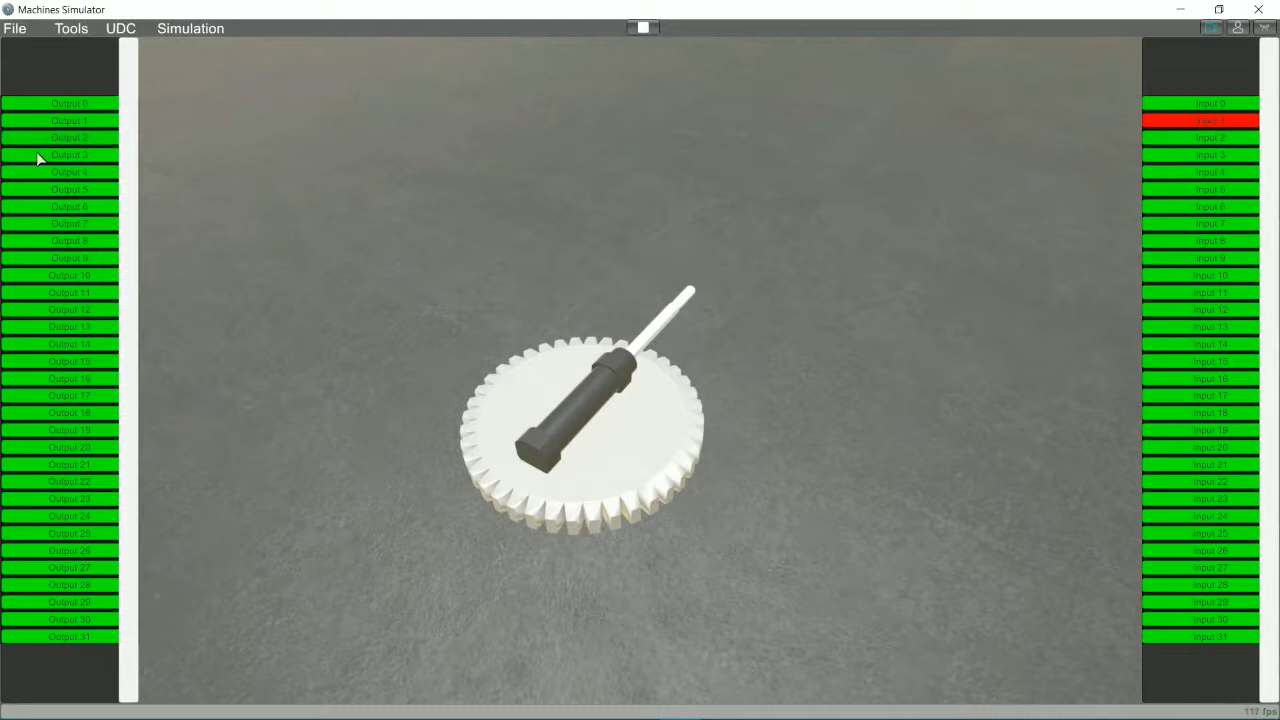 Machines Simulator
File Tools UDC Simulation
Output 0
Output 1
Output 2
Output 3
Output 4
Output 5
Output 6
Output 7
Output 8
Output 9
Output 10
Output 11
Output 12
Output 13
Output 14
Output 15
Output 16
Output 17
Output 18
Output 19
Output 20
Output 21
Output 22
Output 23
Output 24
Output 25
Output 26
Output 27
Output 28
Output 29
Output 30
Output 31
Input 0
Input 1
Input 2
Input 3
Input 4
Input 5
Input 6
Input 7
Input 8
Input 9
Input 10
Input 11
Input 12
Input 13
Input 14
Input 15
Input 16
Input 17
Input 18
Input 19
Input 20
Input 21
Input 22
Input 23
Input 24
Input 25
Input 26
Input 27
Input 28
Input 29
Input 30
Input 31
117 fps